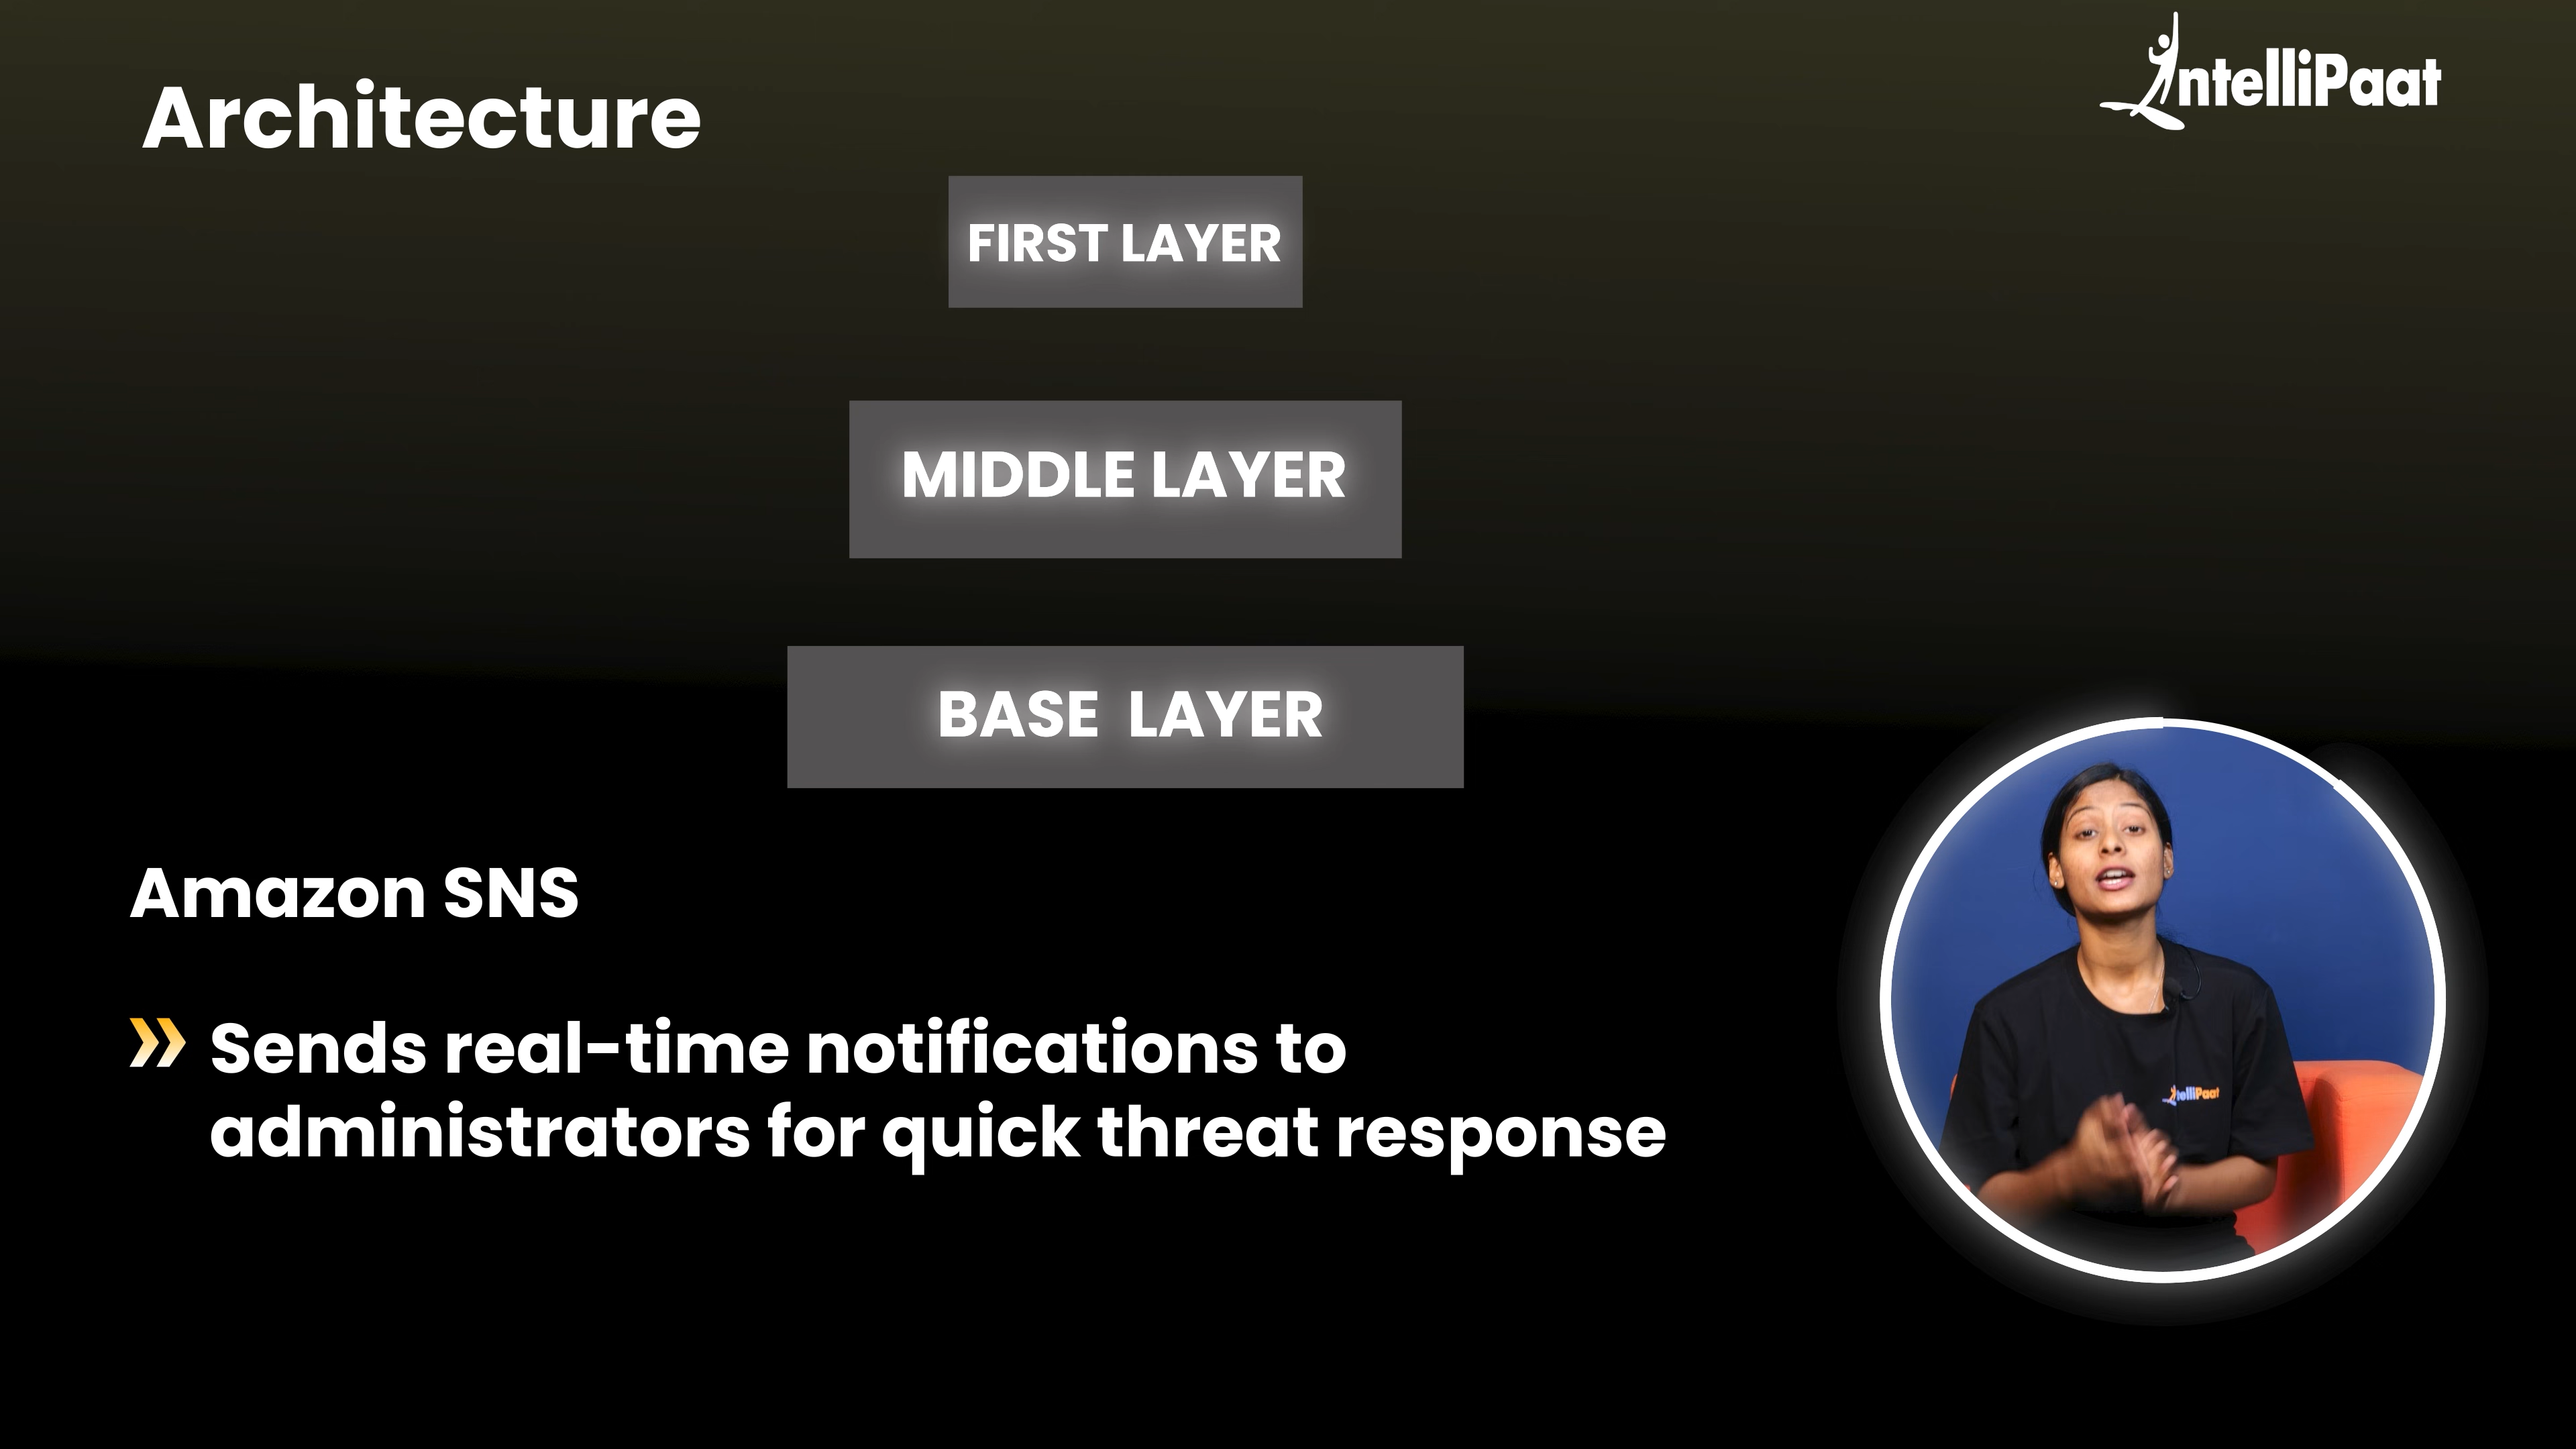 Architecture
IntelliPaat
FIRST LAYER
MIDDLE LAYER
BASE LAYER
Amazon SNS
Sends real-time notifications to
administrators for quick threat response
IntelliPaat